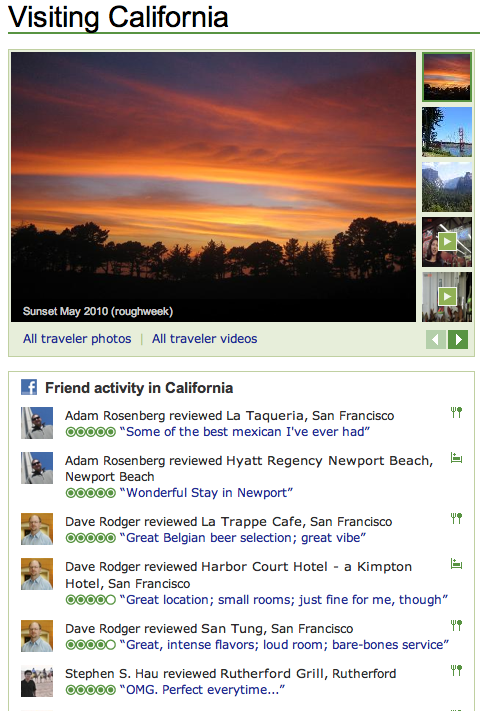 Visiting California
Sunset May 2010 (roughweek)
All traveler photos | All traveler videos
Friend activity in California
Adam Rosenberg reviewed La Taqueria, San Francisco
“Some of the best mexican I've ever had”
Adam Rosenberg reviewed Hyatt Regency Newport Beach,
Newport Beach
“Wonderful Stay in Newport”
Dave Rodger reviewed La Trappe Cafe, San Francisco
“Great Belgian beer selection; great vibe”
Dave Rodger reviewed Harbor Court Hotel - a Kimpton
Hotel, San Francisco
“Great location; small rooms; just fine for me, though”
Dave Rodger reviewed San Tung, San Francisco
“Great, intense flavors; loud room; bare-bones service”
Stephen S. Hau reviewed Rutherford Grill, Rutherford
“OMG. Perfect everytime...”